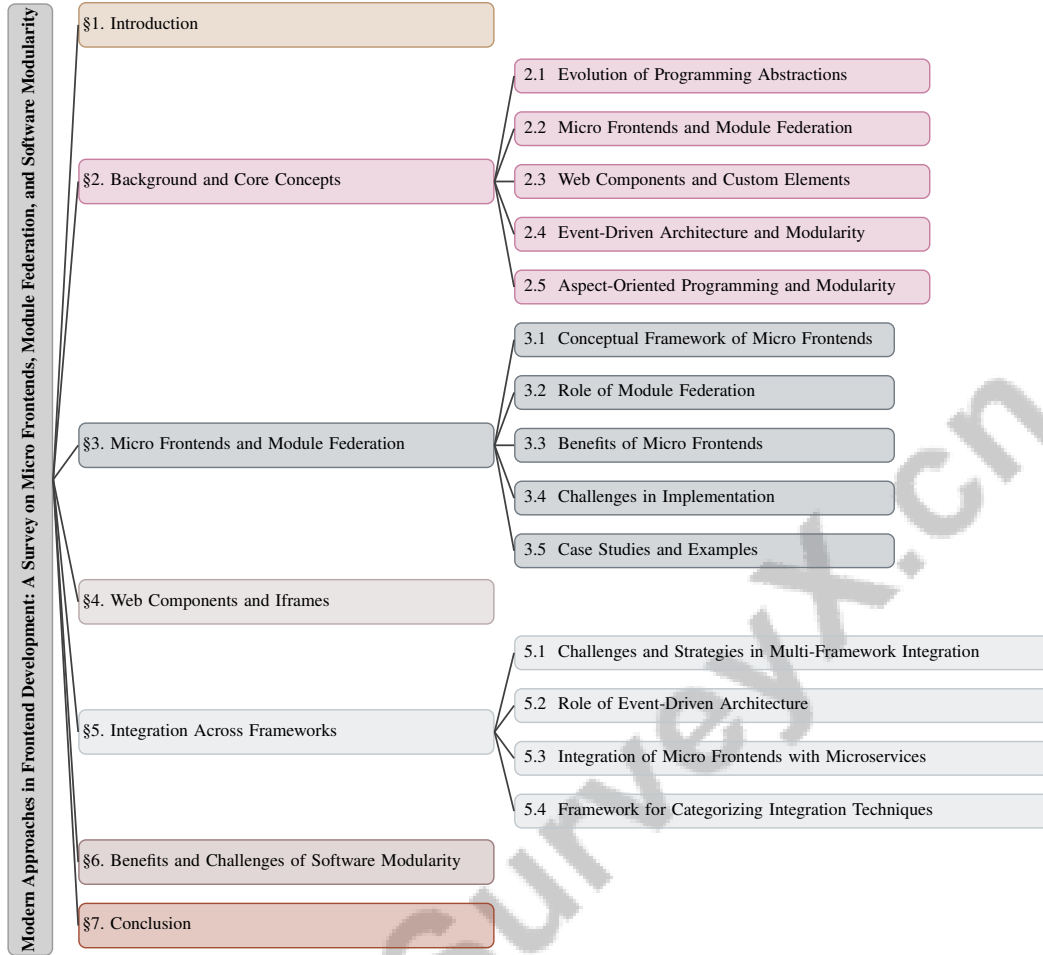 Modern Approaches in Frontend Development: A Survey on Micro Frontends, Module Federation, and Software Modularity
§1. Introduction
§2. Background and Core Concepts
2.1 Evolution of Programming Abstractions
2.2 Micro Frontends and Module Federation
2.3 Web Components and Custom Elements
2.4 Event-Driven Architecture and Modularity
2.5 Aspect-Oriented Programming and Modularity
§3. Micro Frontends and Module Federation
3.1 Conceptual Framework of Micro Frontends
3.2 Role of Module Federation
3.3 Benefits of Micro Frontends
3.4 Challenges in Implementation
3.5 Case Studies and Examples
§4. Web Components and Iframes
§5. Integration Across Frameworks
5.1 Challenges and Strategies in Multi-Framework Integration
5.2 Role of Event-Driven Architecture
5.3 Integration of Micro Frontends with Microservices
5.4 Framework for Categorizing Integration Techniques
§6. Benefits and Challenges of Software Modularity
§7. Conclusion
SurveyX.cn